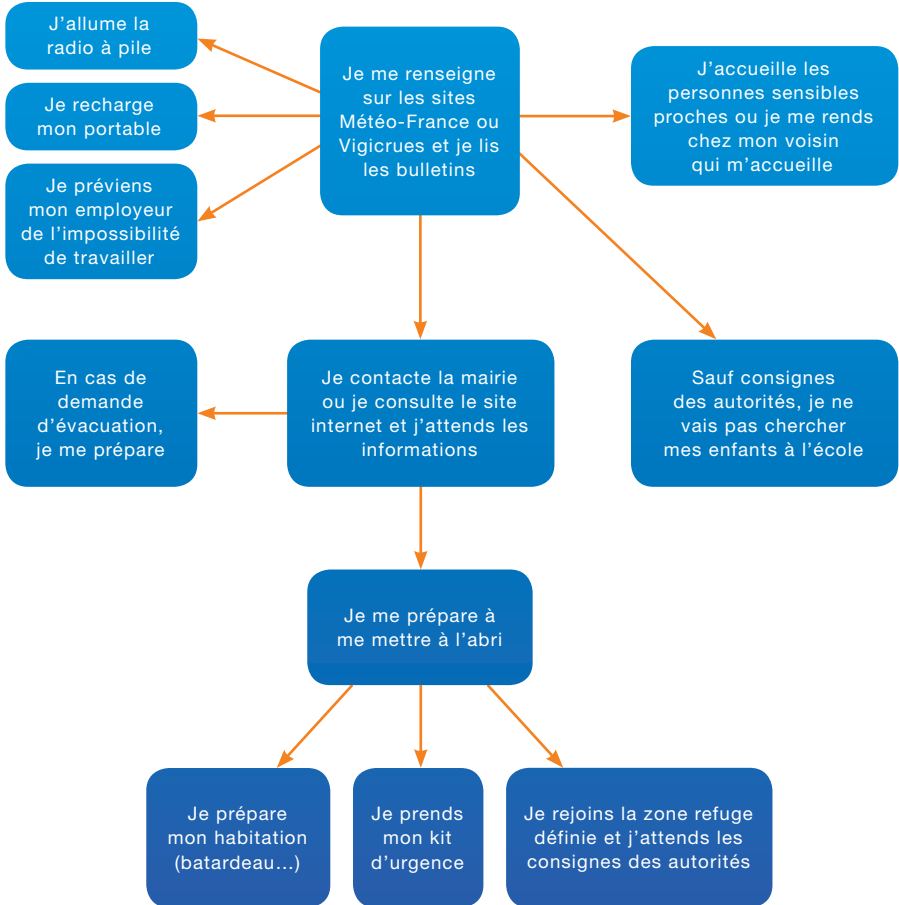 J’allume la
radio à pile
Je me renseigne
sur les sites
Météo-France ou
Vigicrues et je lis
les bulletins
J’accueille les
personnes sensibles
proches ou je me rends
chez mon voisin
qui m’accueille
Je recharge
mon portable
Je préviens
mon employeur
de l’impossibilité
de travailler
En cas de
demande
d’évacuation,
je me prépare
Je contacte la mairie
ou je consulte le site
internet et j’attends les
informations
Sauf consignes
des autorités, je ne
vais pas chercher
mes enfants à l’école
Je me prépare à
me mettre à l’abri
Je prépare
mon habitation
(batardeau...)
Je prends
mon kit
d’urgence
Je rejoins la zone refuge
définie et j’attends les
consignes des autorités